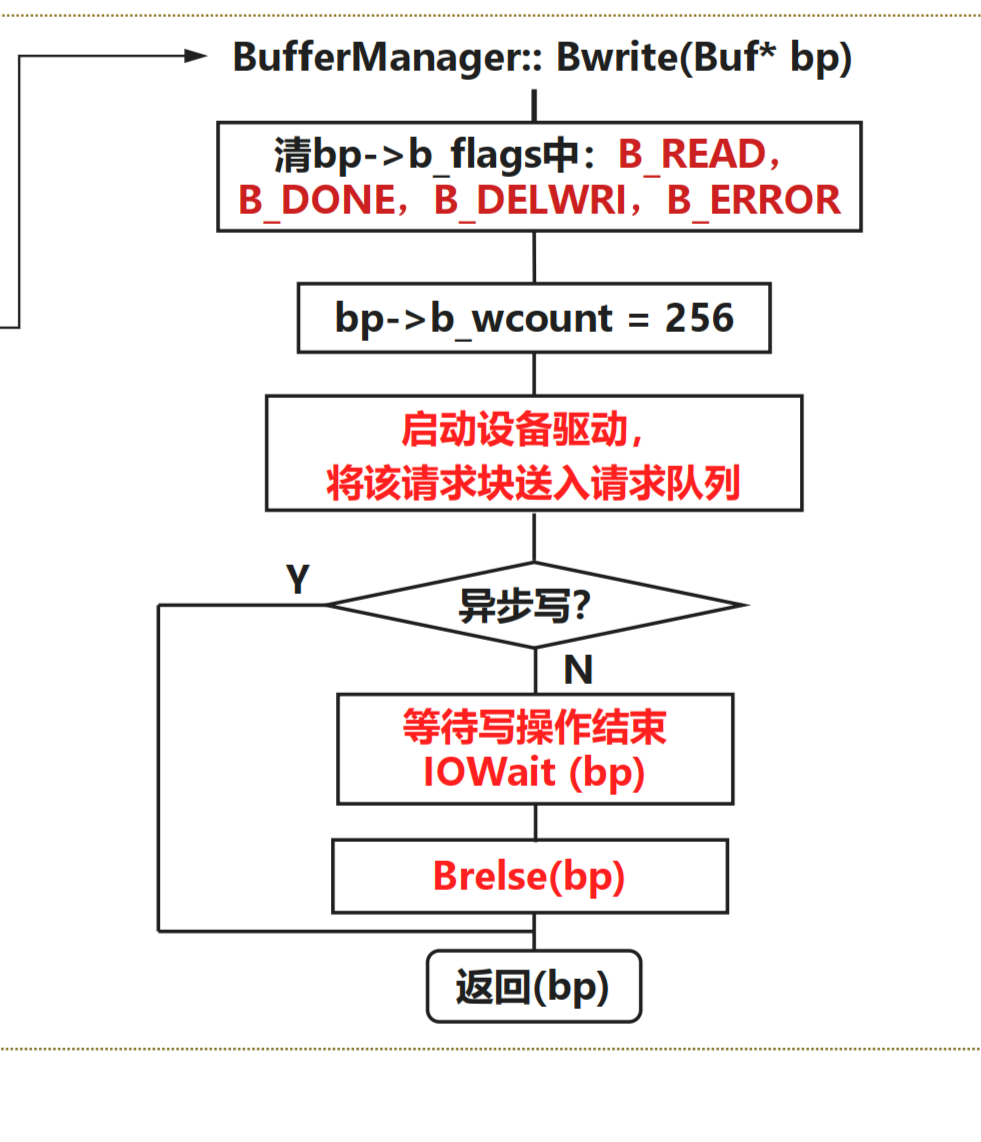 BufferManager:: Bwrite(Buf* bp)
清bp->b_flags中：B_READ，
B_DONE，B_DELWRI，B_ERROR
bp->b_wcount = 256
启动设备驱动，
将该请求块送入请求队列
Y
异步写？
N
等待写操作结束
IOWait (bp)
Brelse(bp)
返回(bp)